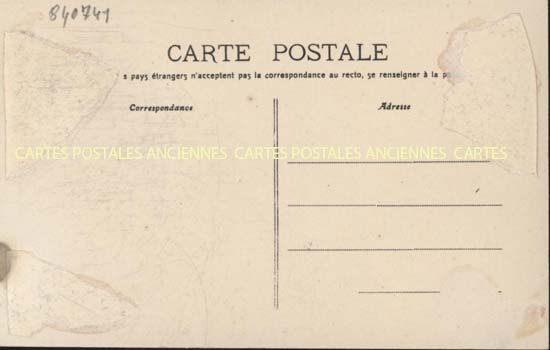 840741
CARTE POSTALE
s pays étrangers n'acceptent pas la correspondance au recto, se renseigner à la
Correspondance
Adresse
CARTES POSTALES ANCIENNES CARTES POSTALES ANCIENNES CARTES